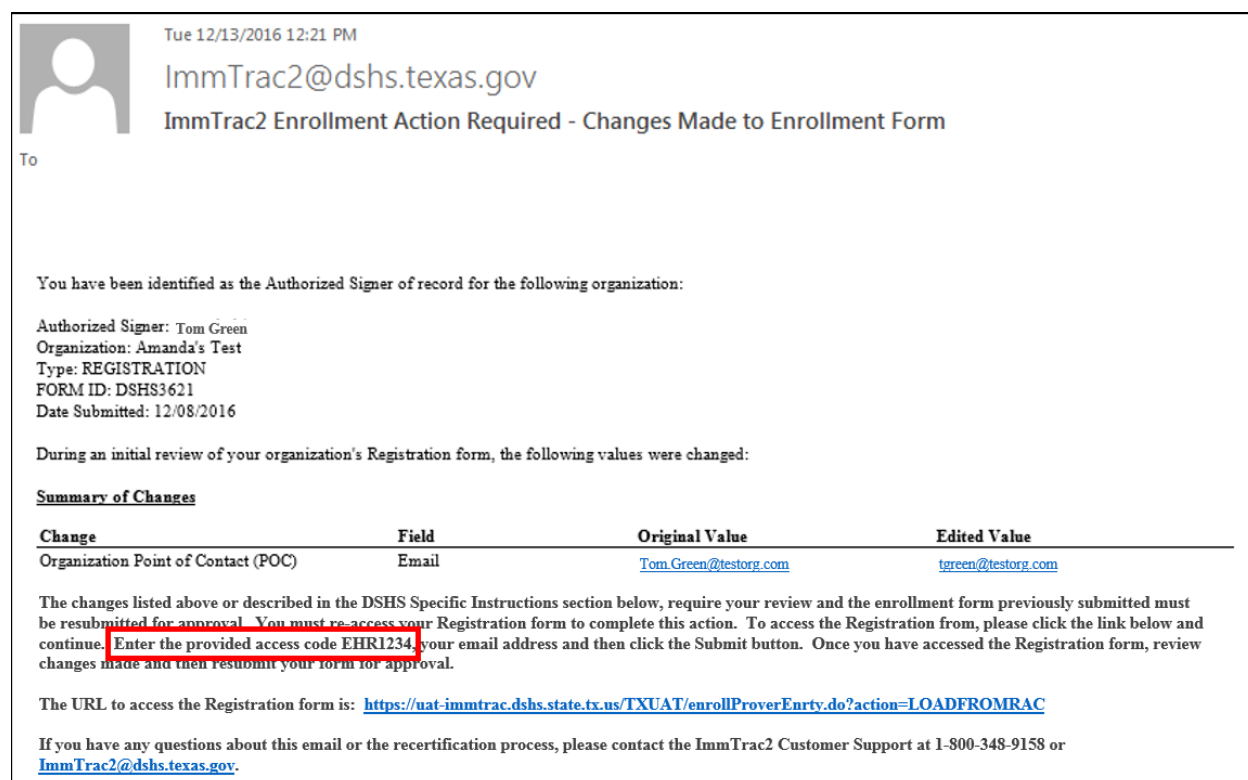 Tue 12/13/2016 12:21 PM
ImmTrac2@dshs.texas.gov
ImmTrac2 Enrollment Action Required - Changes Made to Enrollment Form
To
You have been identified as the Authorized Signer of record for the following organization:
Authorized Signer: Tom Green
Organization: Amanda's Test
Type: REGISTRATION
FORM ID: DSHS3621
Date Submitted: 12/08/2016
During an initial review of your organization's Registration form, the following values were changed:
Summary of Changes
Change Field Original Value Edited Value
Organization Point of Contact (POC) Email Tom.Green@testorg.com tgreen@testorg.com
The changes listed above or described in the DSHS Specific Instructions section below, require your review and the enrollment form previously submitted must
be resubmitted for approval. You must re-access your Registration form to complete this action. To access the Registration from, please click the link below and
continue. Enter the provided access code EHR1234, your email address and then click the Submit button. Once you have accessed the Registration form, review
changes made and then resubmit your form for approval.
The URL to access the Registration form is: https://uat-immtrac.dshs.state.tx.us/TXUAT/enrollProverEnrty.do?action=LOADFROMRAC
If you have any questions about this email or the recertification process, please contact the ImmTrac2 Customer Support at 1-800-348-9158 or
ImmTrac2@dshs.texas.gov.